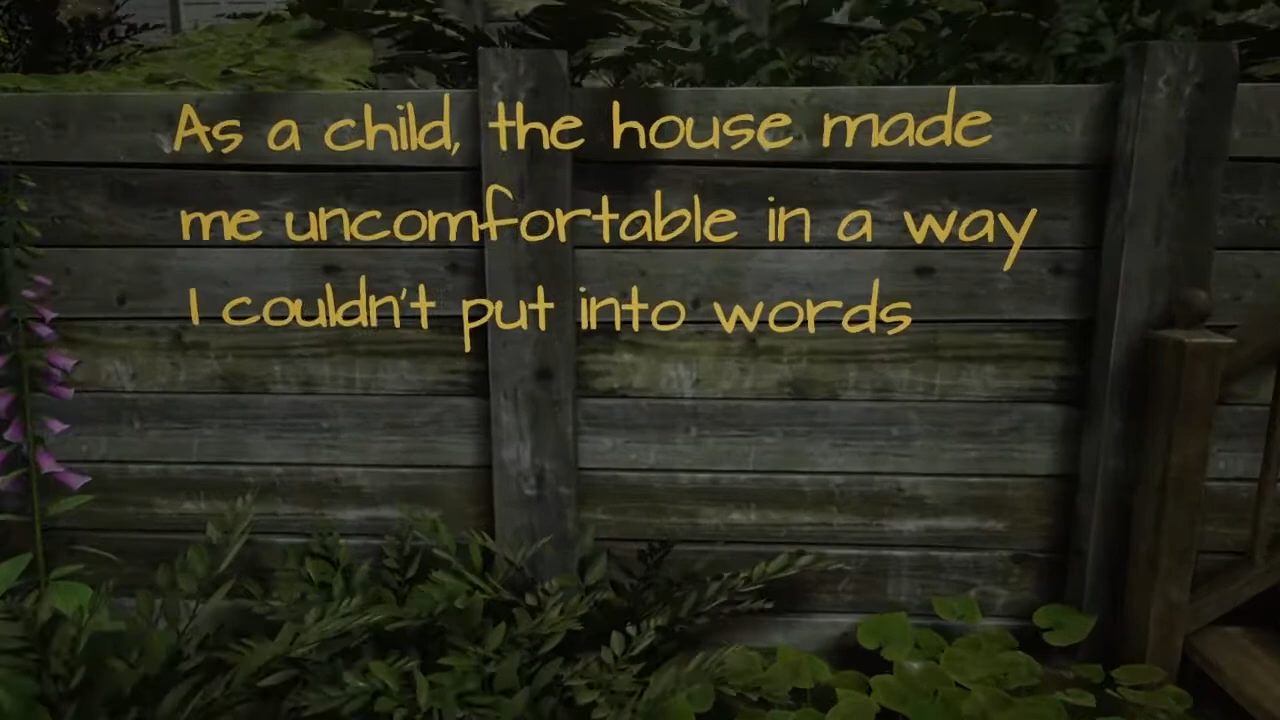 As a child, the house made
me uncomfortable in a way
I couldn't put into words